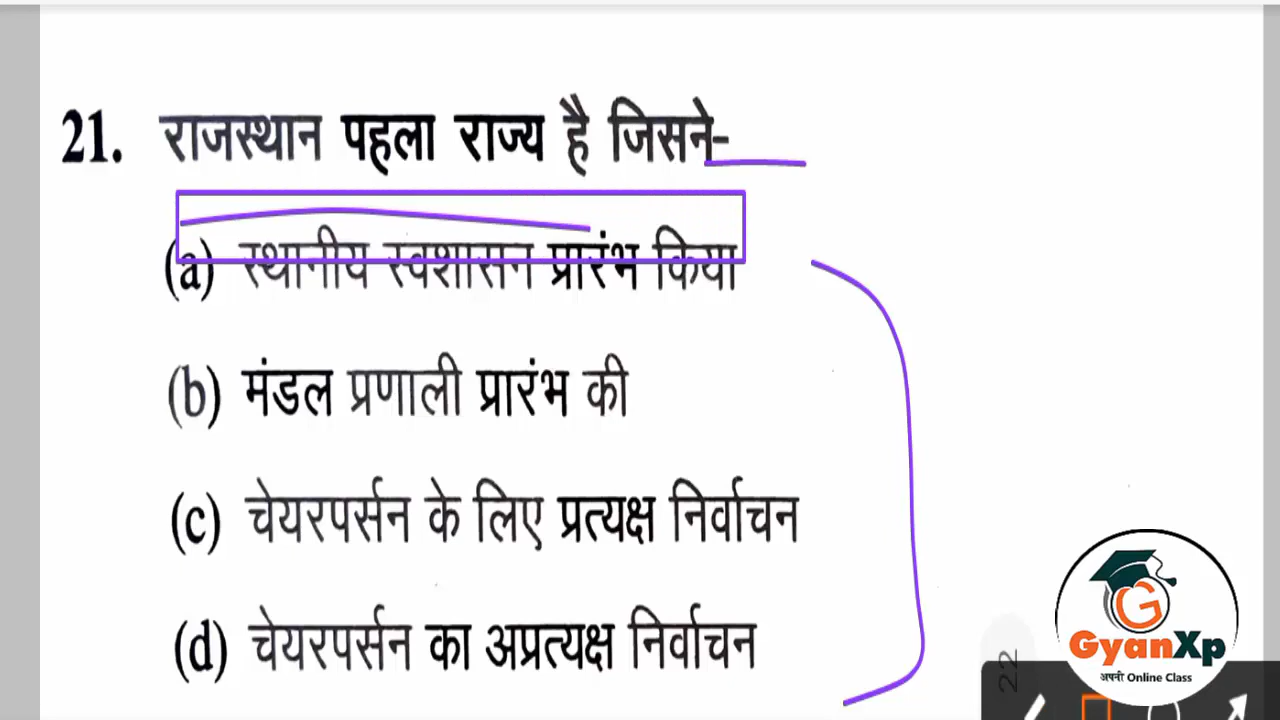 21. राजस्थान पहला राज्य है जिसने-
(a) स्थानीय स्वशासन प्रारंभ किया
(b) मंडल प्रणाली प्रारंभ की
(c) चेयरपर्सन के लिए प्रत्यक्ष निर्वाचन
(d) चेयरपर्सन का अप्रत्यक्ष निर्वाचन
G
GyanXp
अपनी Online Class
22